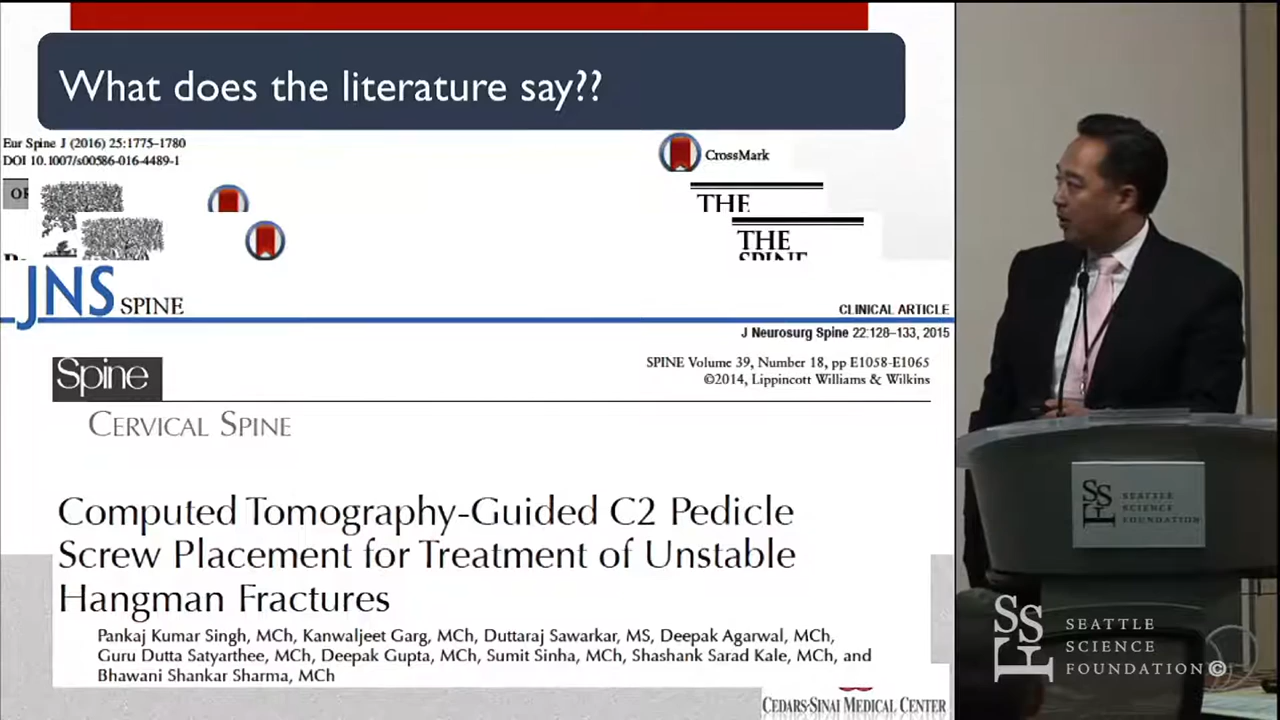 What does the literature say??
Eur Spine J (2016) 25:1775–1780
DOI 10.1007/s00586-016-4489-1
CrossMark
THE
THE
SPINE
JNS SPINE
CLINICAL ARTICLE
J Neurosurg Spine 22:128–133, 2015
Spine
SPINE Volume 39, Number 18, pp E1058-E1065
©2014, Lippincott Williams & Wilkins
CERVICAL SPINE
Computed Tomography-Guided C2 Pedicle
Screw Placement for Treatment of Unstable
Hangman Fractures
Pankaj Kumar Singh, MCh, Kanwaljeet Garg, MCh, Duttaraj Sawarkar, MS, Deepak Agarwal, MCh,
Guru Dutta Satyarthee, MCh, Deepak Gupta, MCh, Sumit Sinha, MCh, Shashank Sarad Kale, MCh, and
Bhawani Shankar Sharma, MCh
CEDARS-SINAI MEDICAL CENTER
SSF
SEATTLE
SCIENCE
FOUNDATION
SSF
SEATTLE
SCIENCE
FOUNDATION©